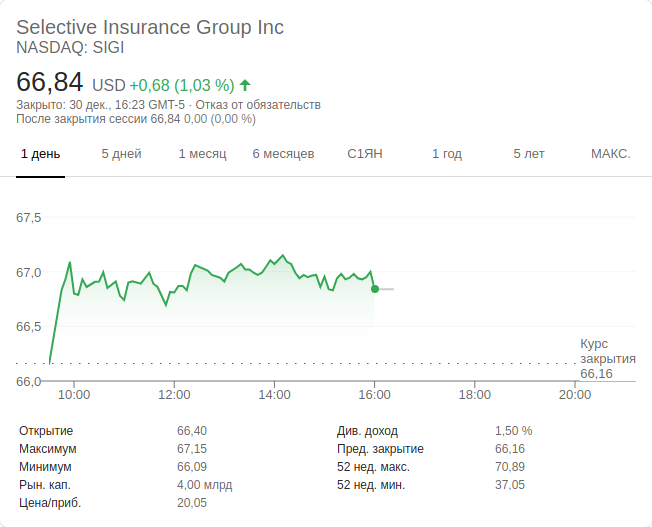 Selective Insurance Group Inc
NASDAQ: SIGI
66,84 USD +0,68 (1,03 %)
Закрыто: 30 дек., 16:23 GMT-5 · Отказ от обязательств
После закрытия сессии 66,84 0,00 (0,00 %)
1 день 5 дней 1 месяц 6 месяцев С1ЯН 1 год 5 лет МАКС.
67,5
67,0
66,5
Курс
закрытия
66,16
66,0
10:00 12:00 14:00 16:00 18:00 20:00
Открытие 66,40 Див. доход 1,50 %
Максимум 67,15 Пред. закрытие 66,16
Минимум 66,09 52 нед. макс. 70,89
Рын. кап. 4,00 млрд 52 нед. мин. 37,05
Цена/приб. 20,05